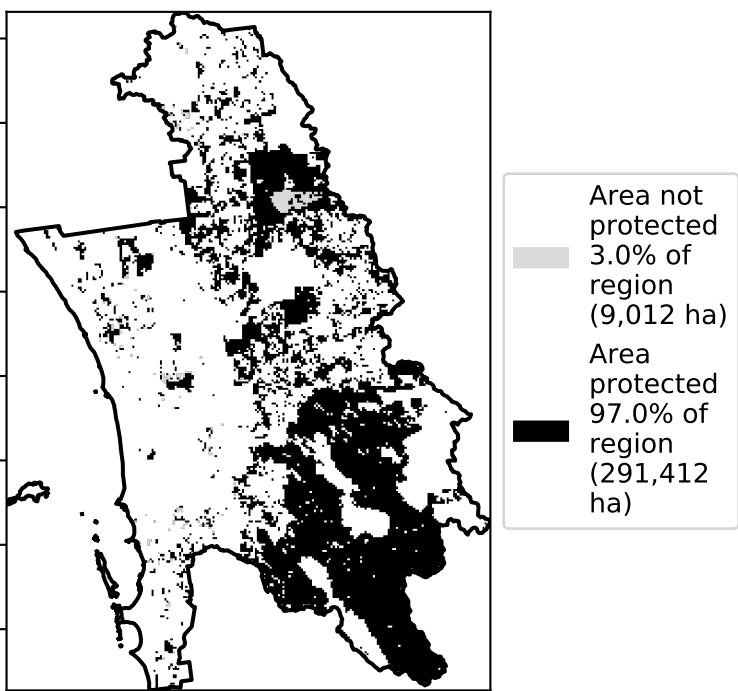 Area not
protected
3.0% of
region
(9,012 ha)
Area
protected
97.0% of
region
(291,412
ha)